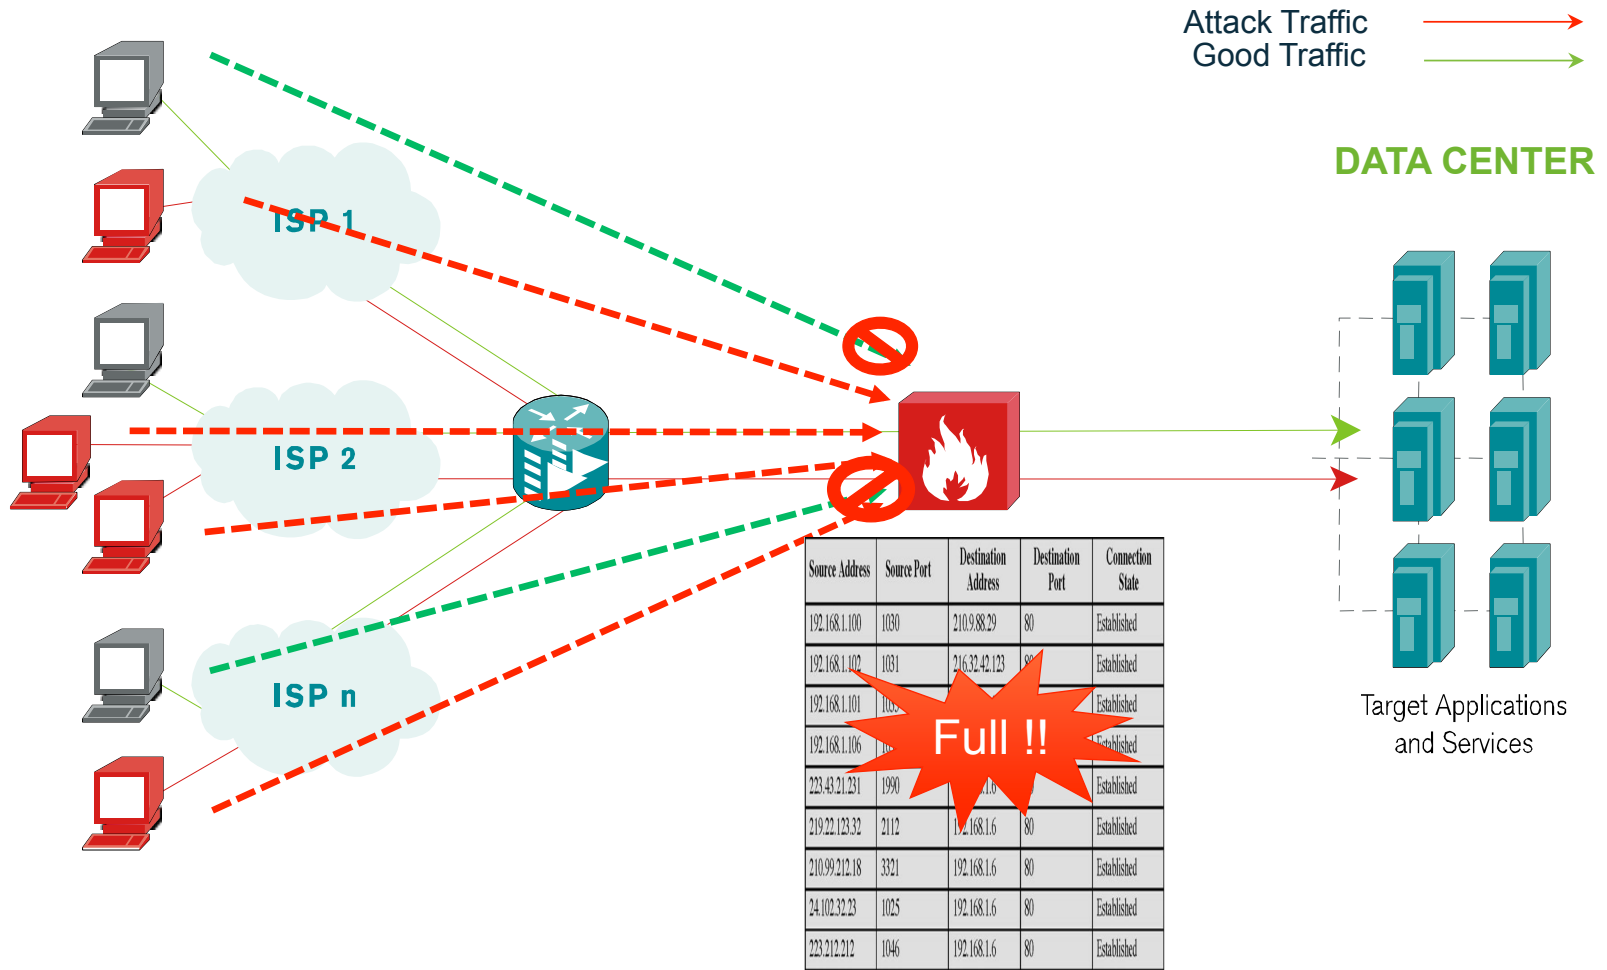 Attack Traffic
Good Traffic
DATA CENTER
ISP 1
ISP 2
ISP n
Target Applications
and Services
Source Address Source Port Destination Address Destination Port Connection State
192.168.1.100 1030 210.9.88.29 80 Established
192.168.1.102 1031 216.32.42.123 Established
192.168.1.101 Established
192.168.1.106 Established
Full !!
223.43.21.231 1990 Established
219.22.123.32 2112 192.168.1.6 80 Established
210.99.212.18 3321 192.168.1.6 80 Established
24.102.32.23 1025 192.168.1.6 80 Established
223.212.212 1046 192.168.1.6 80 Established